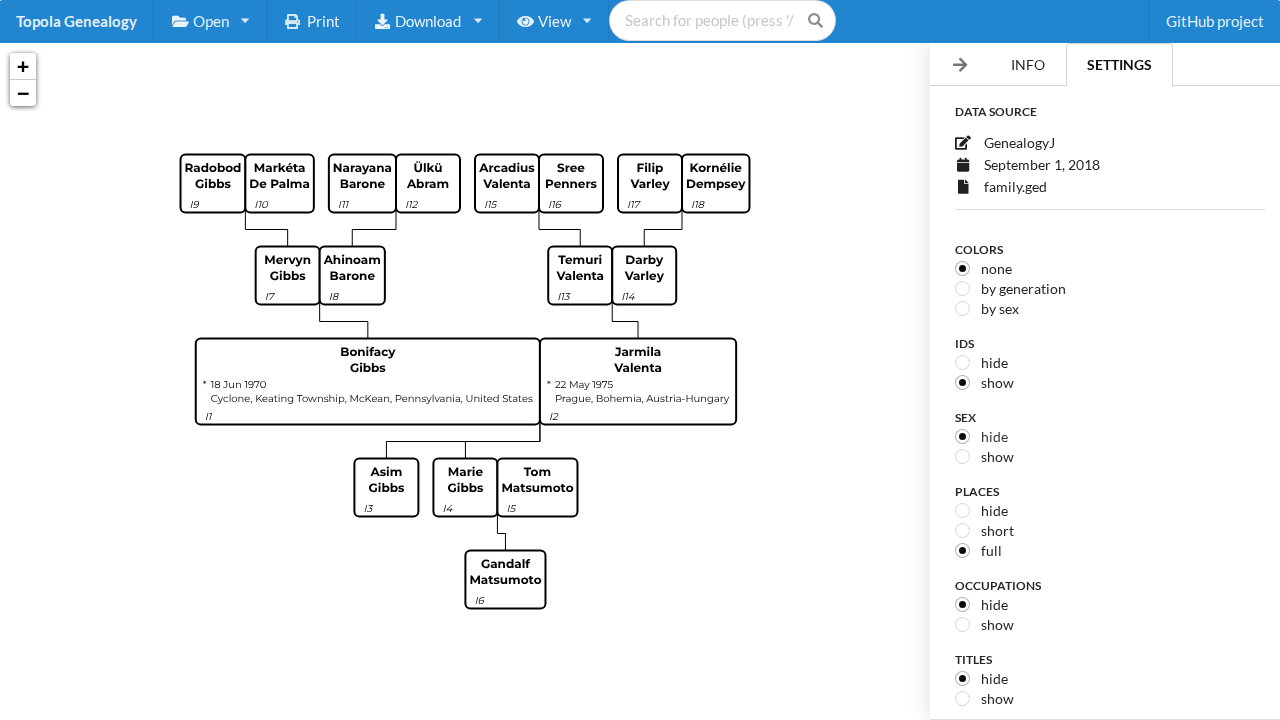 Topola Genealogy
Open
Print
Download
View
Search for people (press '/
GitHub project
+
−
INFO
SETTINGS
DATA SOURCE
GenealogyJ
September 1, 2018
family.ged
COLORS
none
by generation
by sex
IDS
hide
show
SEX
hide
show
PLACES
hide
short
full
OCCUPATIONS
hide
show
TITLES
hide
show
Radobod
Gibbs
I9
Markéta
De Palma
I10
Narayana
Barone
I11
Ülkü
Abram
I12
Arcadius
Valenta
I15
Sree
Penners
I16
Filip
Varley
I17
Kornélie
Dempsey
I18
Mervyn
Gibbs
I7
Ahinoam
Barone
I8
Temuri
Valenta
I13
Darby
Varley
I14
Bonifacy
Gibbs
* 18 Jun 1970
Cyclone, Keating Township, McKean, Pennsylvania, United States
I1
Jarmila
Valenta
* 22 May 1975
Prague, Bohemia, Austria-Hungary
I2
Asim
Gibbs
I3
Marie
Gibbs
I4
Tom
Matsumoto
I5
Gandalf
Matsumoto
I6